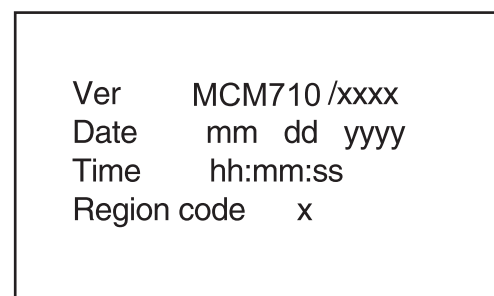 Ver MCM710 /xxxx
Date mm dd yyyy
Time hh:mm:ss
Region code x